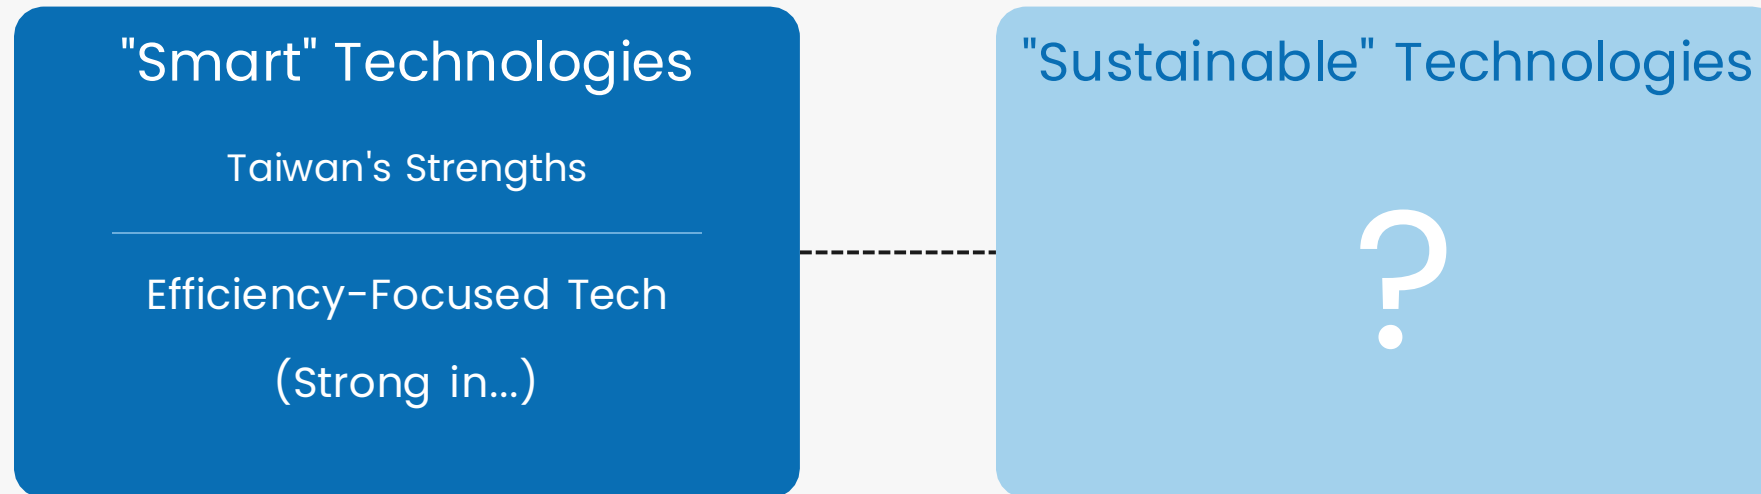 "Smart" Technologies
Taiwan's Strengths
Efficiency-Focused Tech
(Strong in...)
"Sustainable" Technologies
?